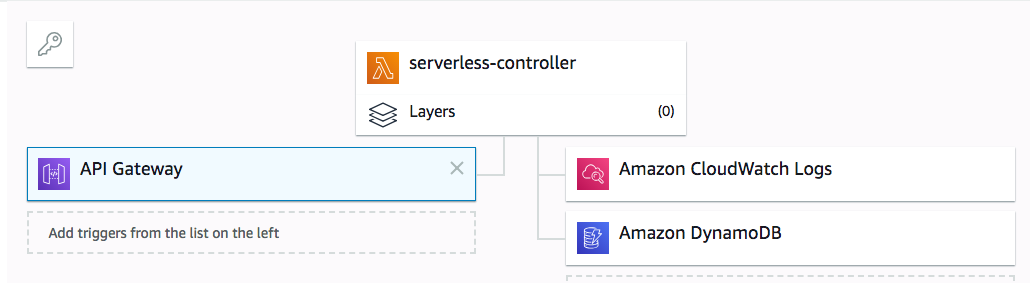 serverless-controller
Layers (0)
API Gateway
Add triggers from the list on the left
Amazon CloudWatch Logs
Amazon DynamoDB